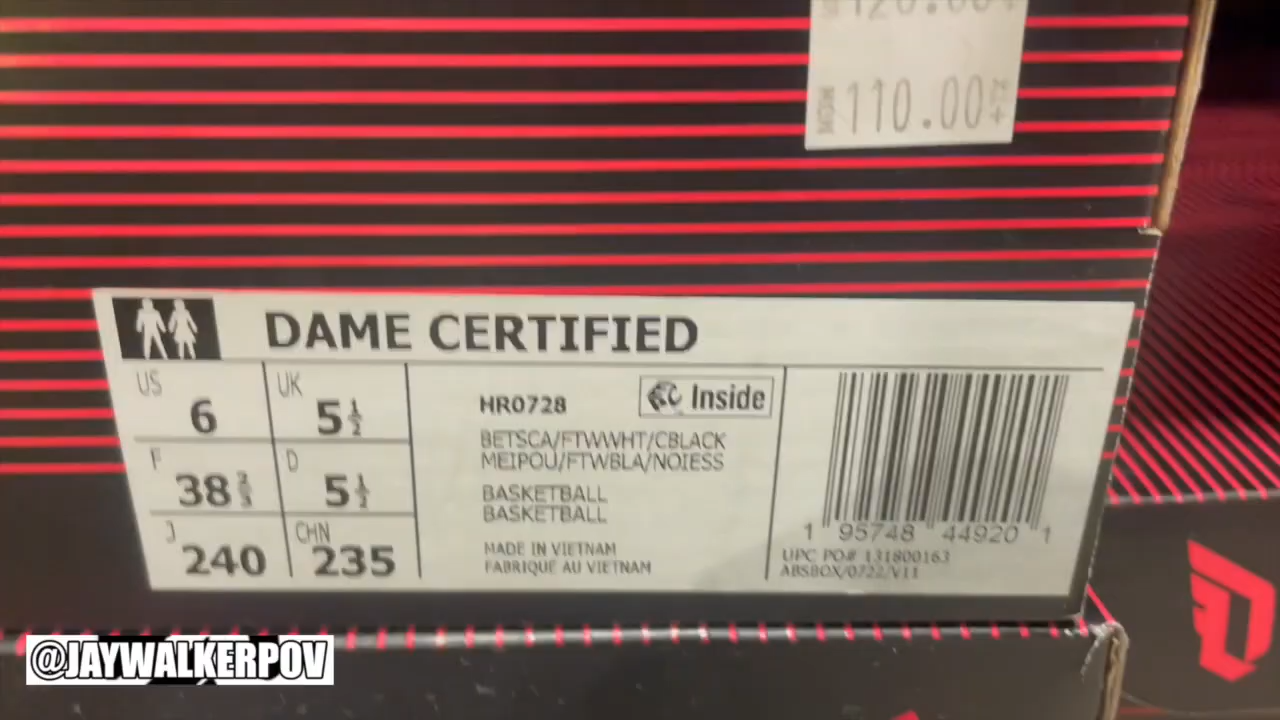 110.00
DAME CERTIFIED
US 6
UK 5½
F 38⅔
D 5½
J 240
CHN 235
HR0728
Inside
BETSCA/FTWWHT/CBLACK
MEIPOU/FTWBLA/NOIESS
BASKETBALL
BASKETBALL
MADE IN VIETNAM
FABRIQUE AU VIETNAM
1 95748 44920 1
UPC PO# 131800163
ABSBOX/0722/V11
@JAYWALKERPOV